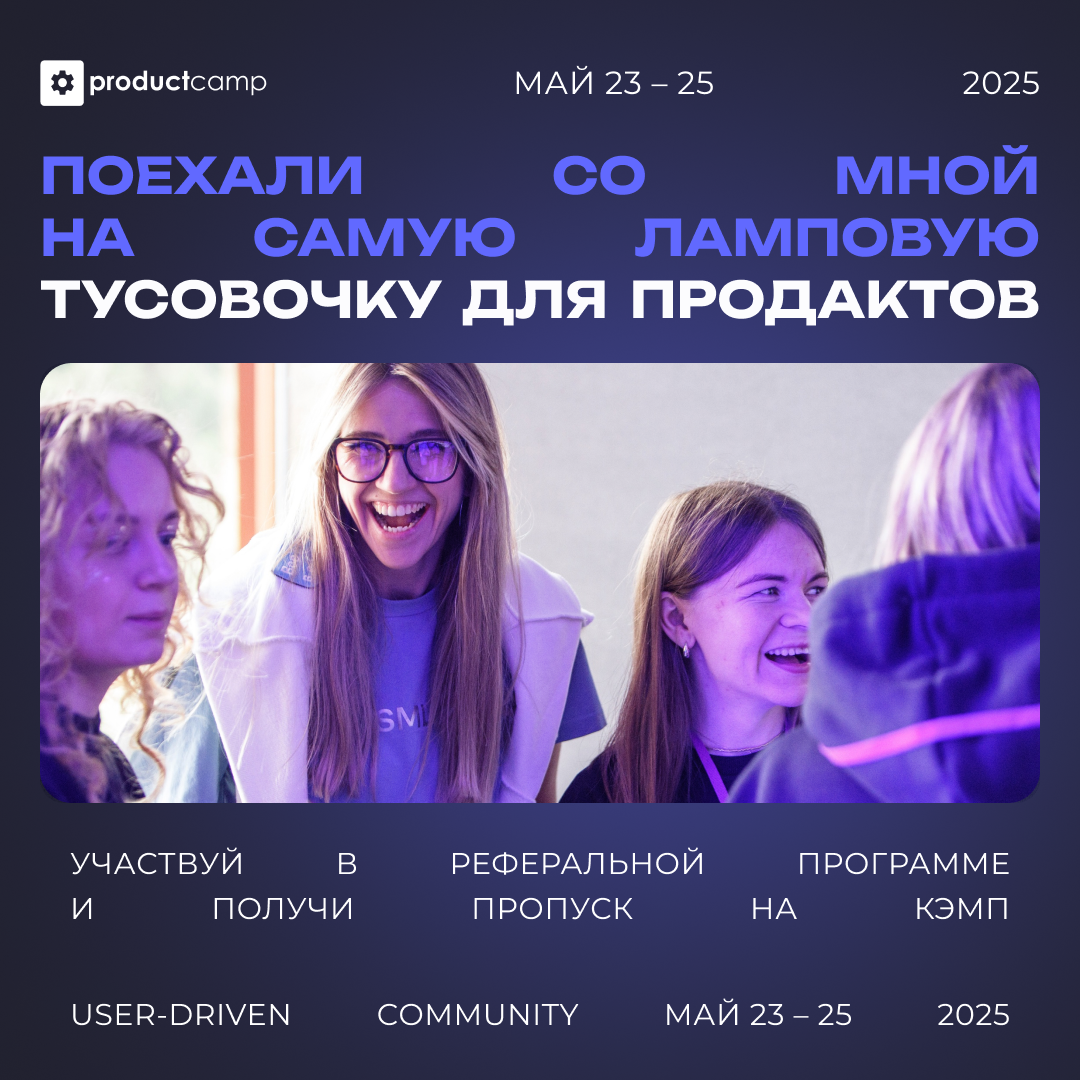 productcamp МАЙ 23 – 25 2025
ПОЕХАЛИ СО МНОЙ
НА САМУЮ ЛАМПОВУЮ
ТУСОВОЧКУ ДЛЯ ПРОДАКТОВ
УЧАСТВУЙ В РЕФЕРАЛЬНОЙ ПРОГРАММЕ
И ПОЛУЧИ ПРОПУСК НА КЭМП
USER-DRIVEN COMMUNITY МАЙ 23 – 25 2025